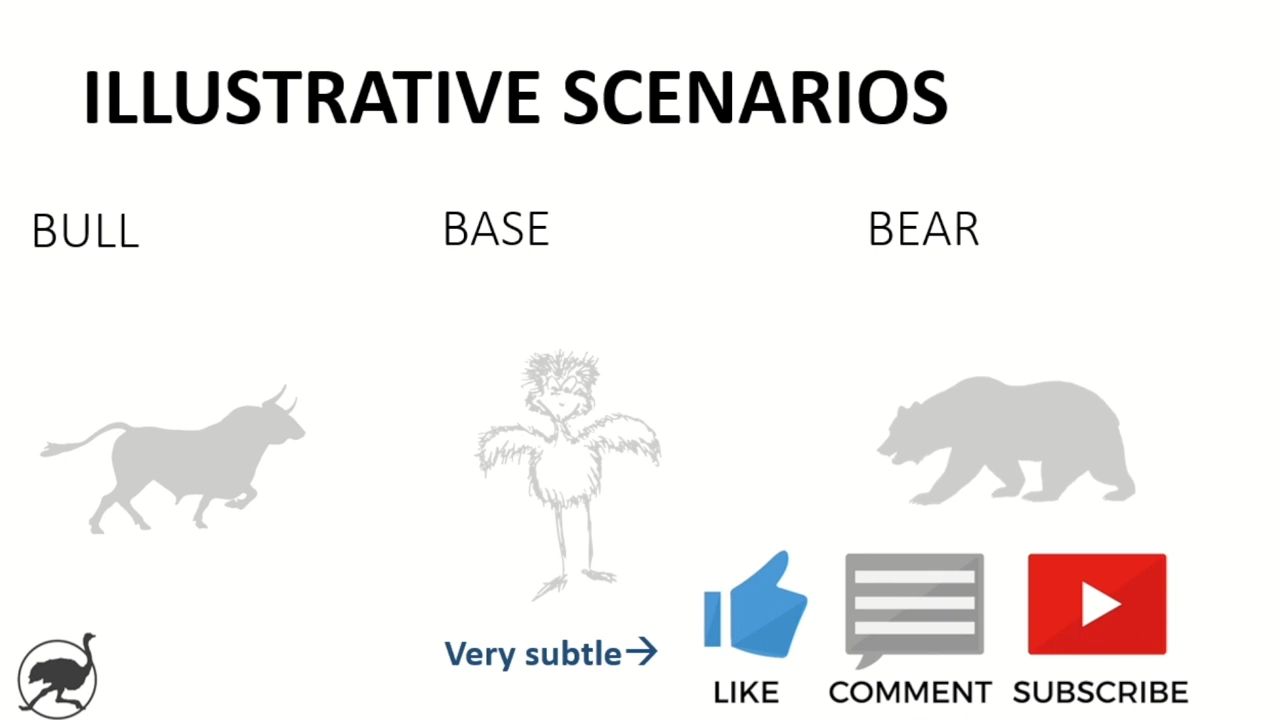 ILLUSTRATIVE SCENARIOS
BULL
BASE
BEAR
Very subtle→
LIKE
COMMENT
SUBSCRIBE